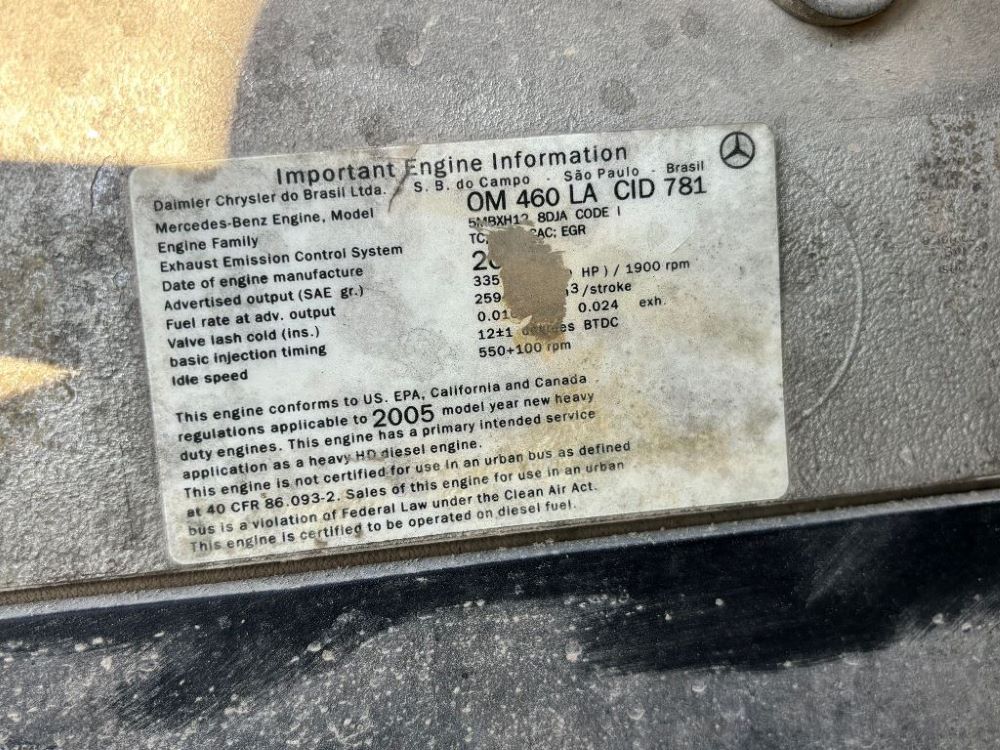 Important Engine Information
Daimler Chrysler do Brasil Ltda. S. B. do Campo - São Paulo - Brasil
Mercedes-Benz Engine, Model OM 460 LA CID 781
Engine Family 8DJA CODE I
Exhaust Emission Control System EGR
Date of engine manufacture
Advertised output (SAE gr.) HP) / 1900 rpm
Fuel rate at adv. output /stroke
Valve lash cold (ins.) 0.024 exh.
basic injection timing 12±1 BTDC
Idle speed 550+100 rpm
This engine conforms to US. EPA, California and Canada
regulations applicable to 2005 model year new heavy
duty engines. This engine has a primary intended service
application as a heavy HD diesel engine.
This engine is not certified for use in an urban bus as defined
at 40 CFR 86.093-2. Sales of this engine for use in an urban
bus is a violation of Federal Law under the Clean Air Act.
This engine is certified to be operated on diesel fuel.